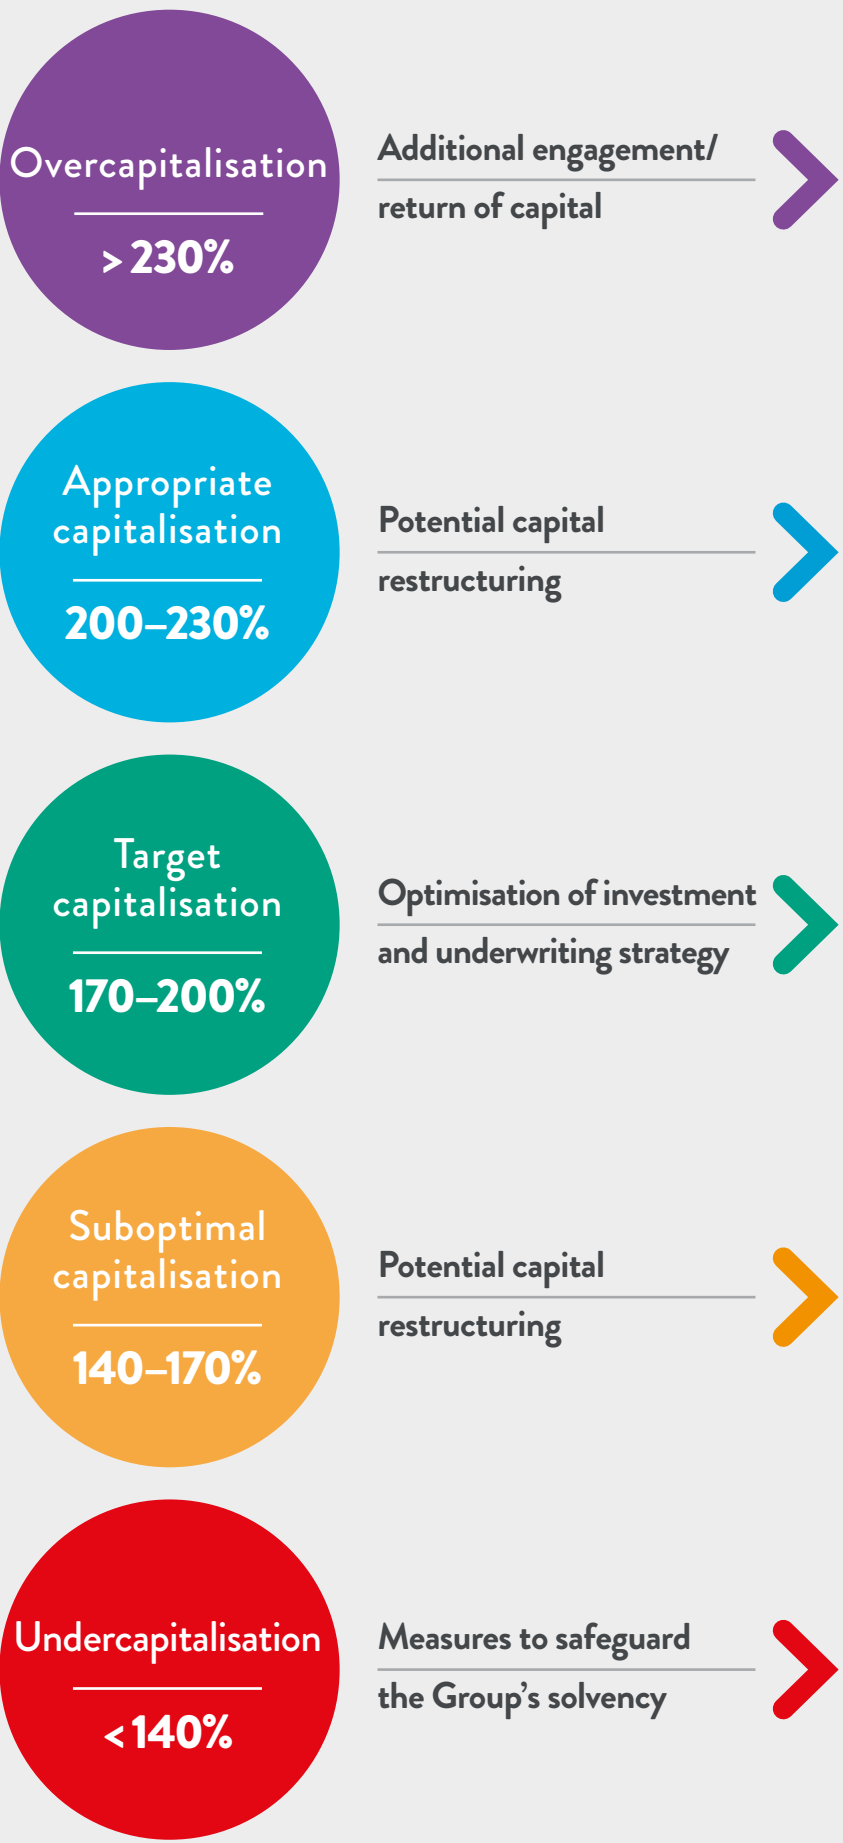 Overcapitalisation
> 230%
Additional engagement/
return of capital
Appropriate
capitalisation
200–230%
Potential capital
restructuring
Target
capitalisation
170–200%
Optimisation of investment
and underwriting strategy
Suboptimal
capitalisation
140–170%
Potential capital
restructuring
Undercapitalisation
< 140%
Measures to safeguard
the Group’s solvency